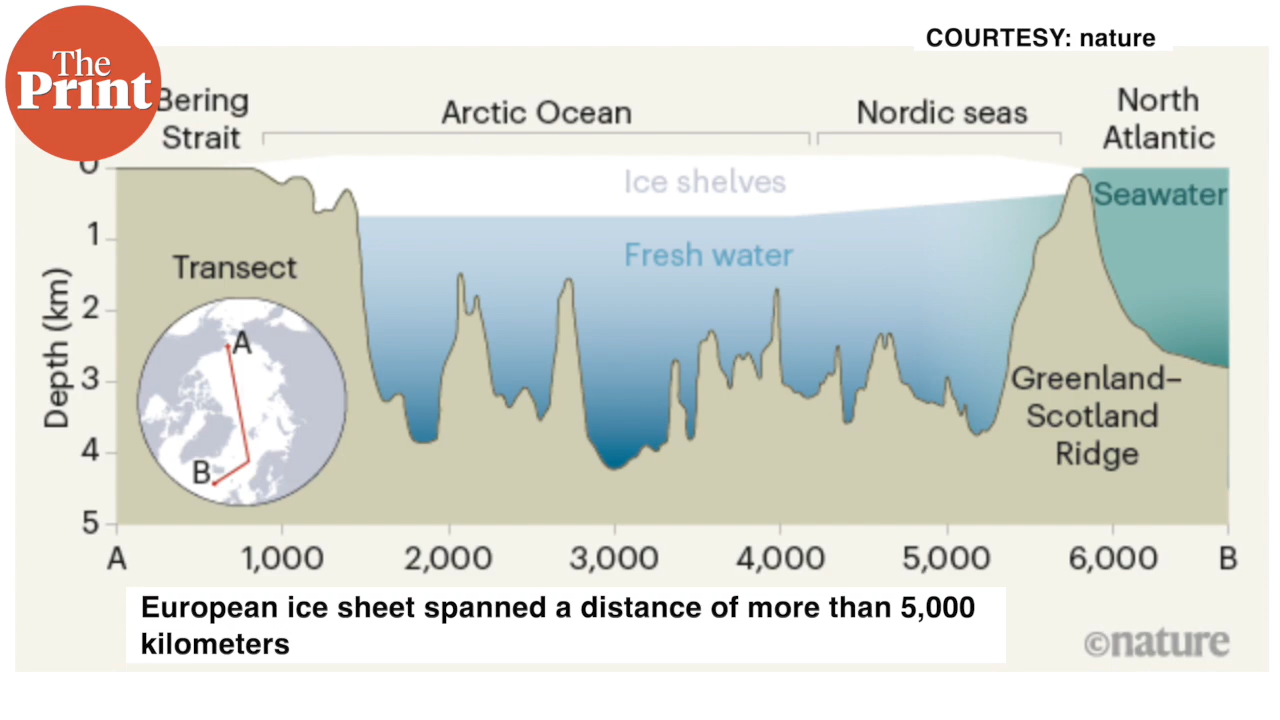 COURTESY: nature
The
Print
Bering
Strait
Arctic Ocean
Nordic seas
North
Atlantic
0
Ice shelves
Seawater
1
Fresh water
Transect
2
A
3
Depth (km)
Greenland–
Scotland
Ridge
4
B
5
A
1,000
2,000
3,000
4,000
5,000
6,000
B
European ice sheet spanned a distance of more than 5,000
kilometers
©nature